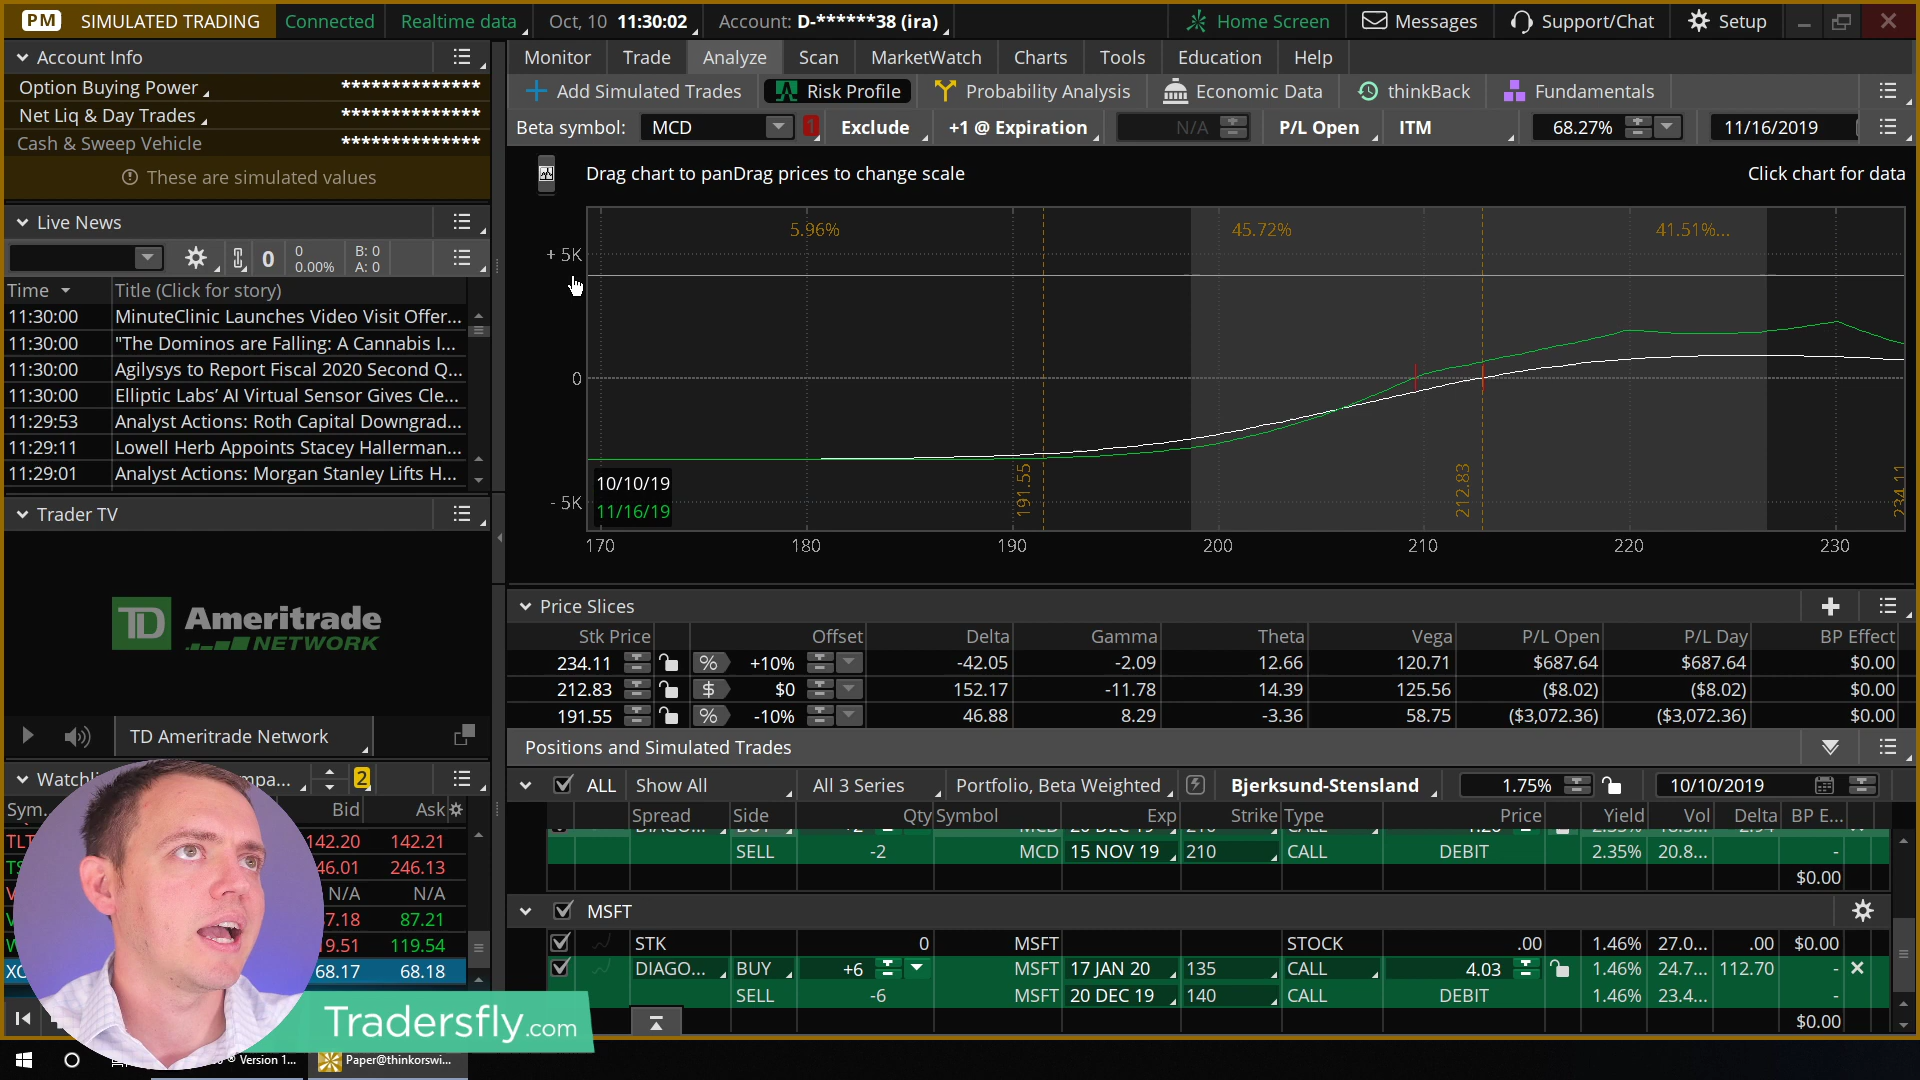 PM SIMULATED TRADING Connected Realtime data Oct, 10 11:30:02 Account: D-******38 (ira) Home Screen Messages Support/Chat Setup
Account Info
Option Buying Power **************
Net Liq & Day Trades **************
Cash & Sweep Vehicle **************
These are simulated values
Live News
0 0 0.00% B: 0 A: 0
Time Title (Click for story)
11:30:00 MinuteClinic Launches Video Visit Offer...
11:30:00 "The Dominos are Falling: A Cannabis I...
11:30:00 Agilysys to Report Fiscal 2020 Second Q...
11:30:00 Elliptic Labs' AI Virtual Sensor Gives Cle...
11:29:53 Analyst Actions: Roth Capital Downgrad...
11:29:11 Lowell Herb Appoints Stacey Hallerman...
11:29:01 Analyst Actions: Morgan Stanley Lifts H...
Trader TV
TD Ameritrade
NETWORK
TD Ameritrade Network
mpa... 2
Sym... Bid Ask
142.20 142.21
46.01 246.13
N/A N/A
7.18 87.21
9.51 119.54
68.17 68.18
Monitor Trade Analyze Scan MarketWatch Charts Tools Education Help
Add Simulated Trades Risk Profile Probability Analysis Economic Data thinkBack Fundamentals
Beta symbol: MCD 1 Exclude +1 @ Expiration N/A P/L Open ITM 68.27% 11/16/2019
Drag chart to panDrag prices to change scale Click chart for data
5.96% 45.72% 41.51%...
+ 5K
0
- 5K
191.55 212.83 234.11
10/10/19
11/16/19
170 180 190 200 210 220 230
Price Slices
Stk Price Offset Delta Gamma Theta Vega P/L Open P/L Day BP Effect
234.11 % +10% -42.05 -2.09 12.66 120.71 $687.64 $687.64 $0.00
212.83 $ $0 152.17 -11.78 14.39 125.56 ($8.02) ($8.02) $0.00
191.55 % -10% 46.88 8.29 -3.36 58.75 ($3,072.36) ($3,072.36) $0.00
Positions and Simulated Trades
ALL Show All All 3 Series Portfolio, Beta Weighted Bjerksund-Stensland 1.75% 10/10/2019
Spread Side Qty Symbol Exp Strike Type Price Yield Vol Delta BP E...
SELL -2 MCD 15 NOV 19 210 CALL DEBIT 2.35% 20.8... -
$0.00
MSFT
STK 0 MSFT STOCK .00 1.46% 27.0... .00 $0.00
DIAGO... BUY +6 MSFT 17 JAN 20 135 CALL 4.03 1.46% 24.7... 112.70 -
SELL -6 MSFT 20 DEC 19 140 CALL DEBIT 1.46% 23.4... -
$0.00
Tradersfly.com
Version 1... Paper@thinkorswi...